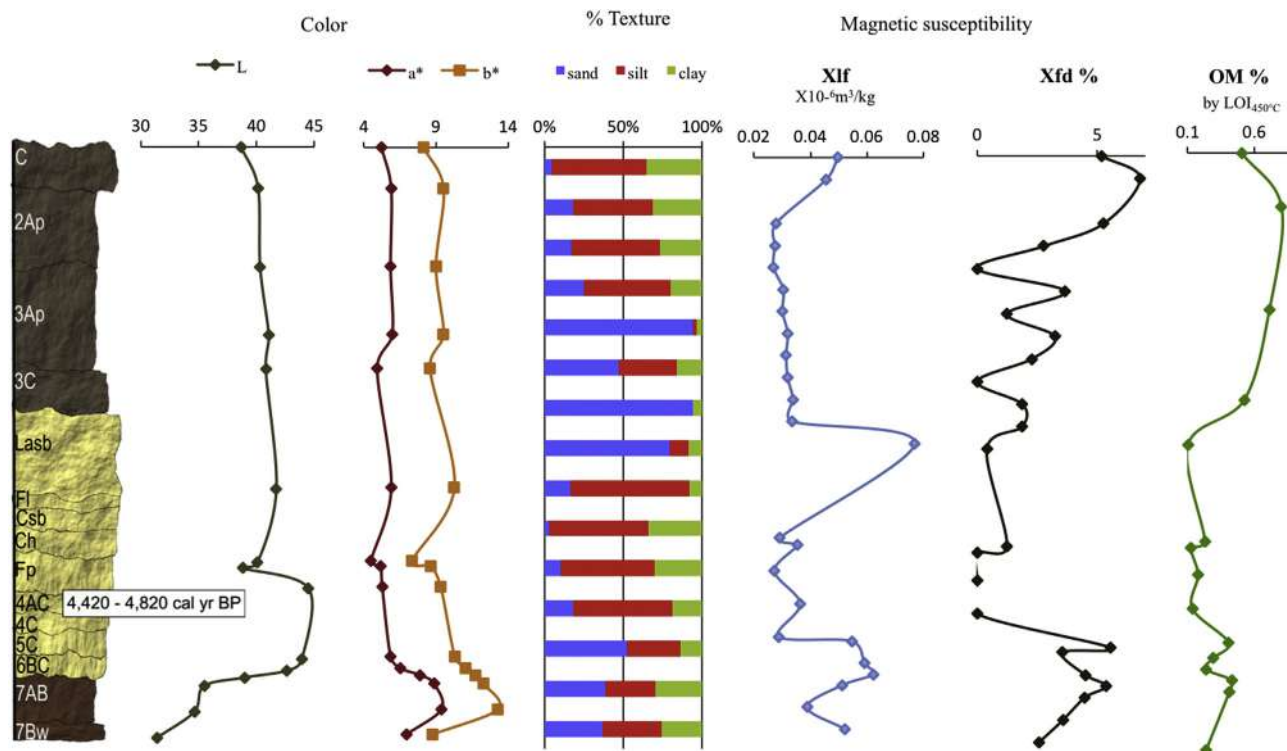 Color
% Texture
Magnetic susceptibility
L
a*
b*
sand
silt
clay
Xlf
X10-⁶m³/kg
Xfd %
OM %
by LOI₄₅₀°C
30 35 40 45
4 9 14
0% 50% 100%
0.02 0.04 0.06 0.08
0 5
0.1 0.6
C
2Ap
3Ap
3C
Lasb
Fl
Csb
Ch
Fp
4AC
4,420 - 4,820 cal yr BP
4C
5C
6BC
7AB
7Bw